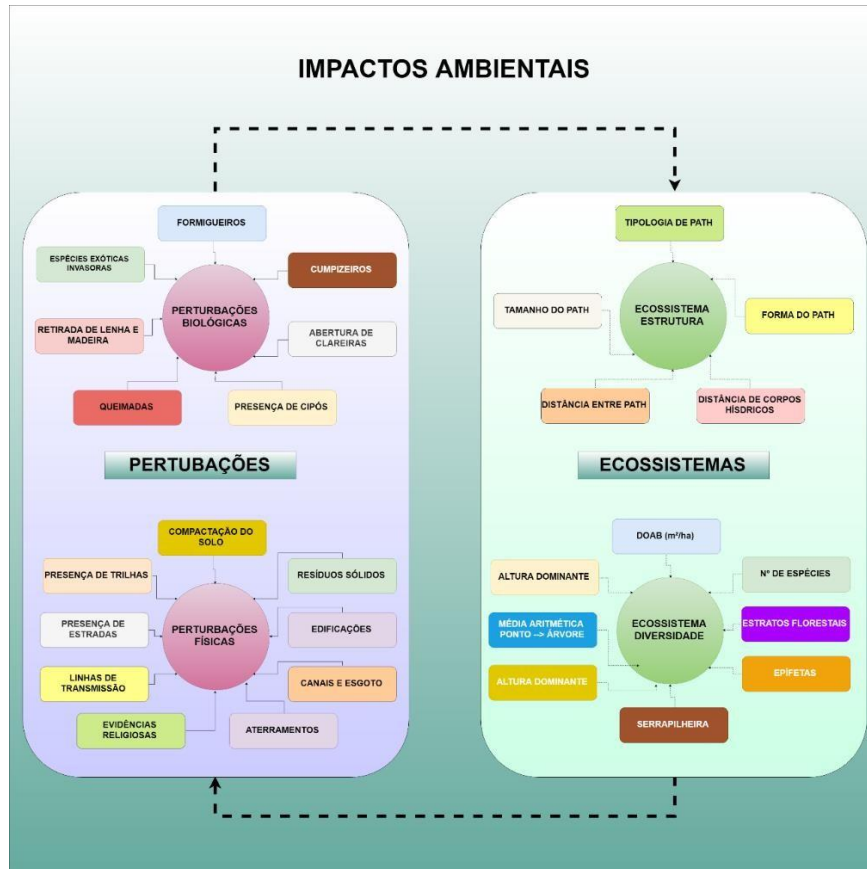 IMPACTOS AMBIENTAIS
FORMIGUEIROS
ESPÉCIES EXÓTICAS
INVASORAS
CUMPIZEIROS
PERTURBAÇÕES
BIOLÓGICAS
RETIRADA DE LENHA E
MADEIRA
ABERTURA DE
CLAREIRAS
QUEIMADAS
PRESENÇA DE CIPÓS
PERTUBAÇÕES
COMPACTAÇÃO DO
SOLO
PRESENÇA DE TRILHAS
RESÍDUOS SÓLIDOS
PRESENÇA DE
ESTRADAS
PERTURBAÇÕES
FÍSICAS
EDIFICAÇÕES
LINHAS DE
TRANSMISSÃO
CANAIS E ESGOTO
EVIDÊNCIAS
RELIGIOSAS
ATERRAMENTOS
TIPOLOGIA DE PATH
TAMANHO DO PATH
ECOSSISTEMA
ESTRUTURA
FORMA DO PATH
DISTÂNCIA ENTRE PATH
DISTÂNCIA DE CORPOS
HÍSDRICOS
ECOSSISTEMAS
DOAB (m²/ha)
ALTURA DOMINANTE
Nº DE ESPÉCIES
MÉDIA ARITMÉTICA
PONTO --> ÁRVORE
ECOSSISTEMA
DIVERSIDADE
ESTRATOS FLORESTAIS
ALTURA DOMINANTE
EPÍFETAS
SERRAPILHEIRA